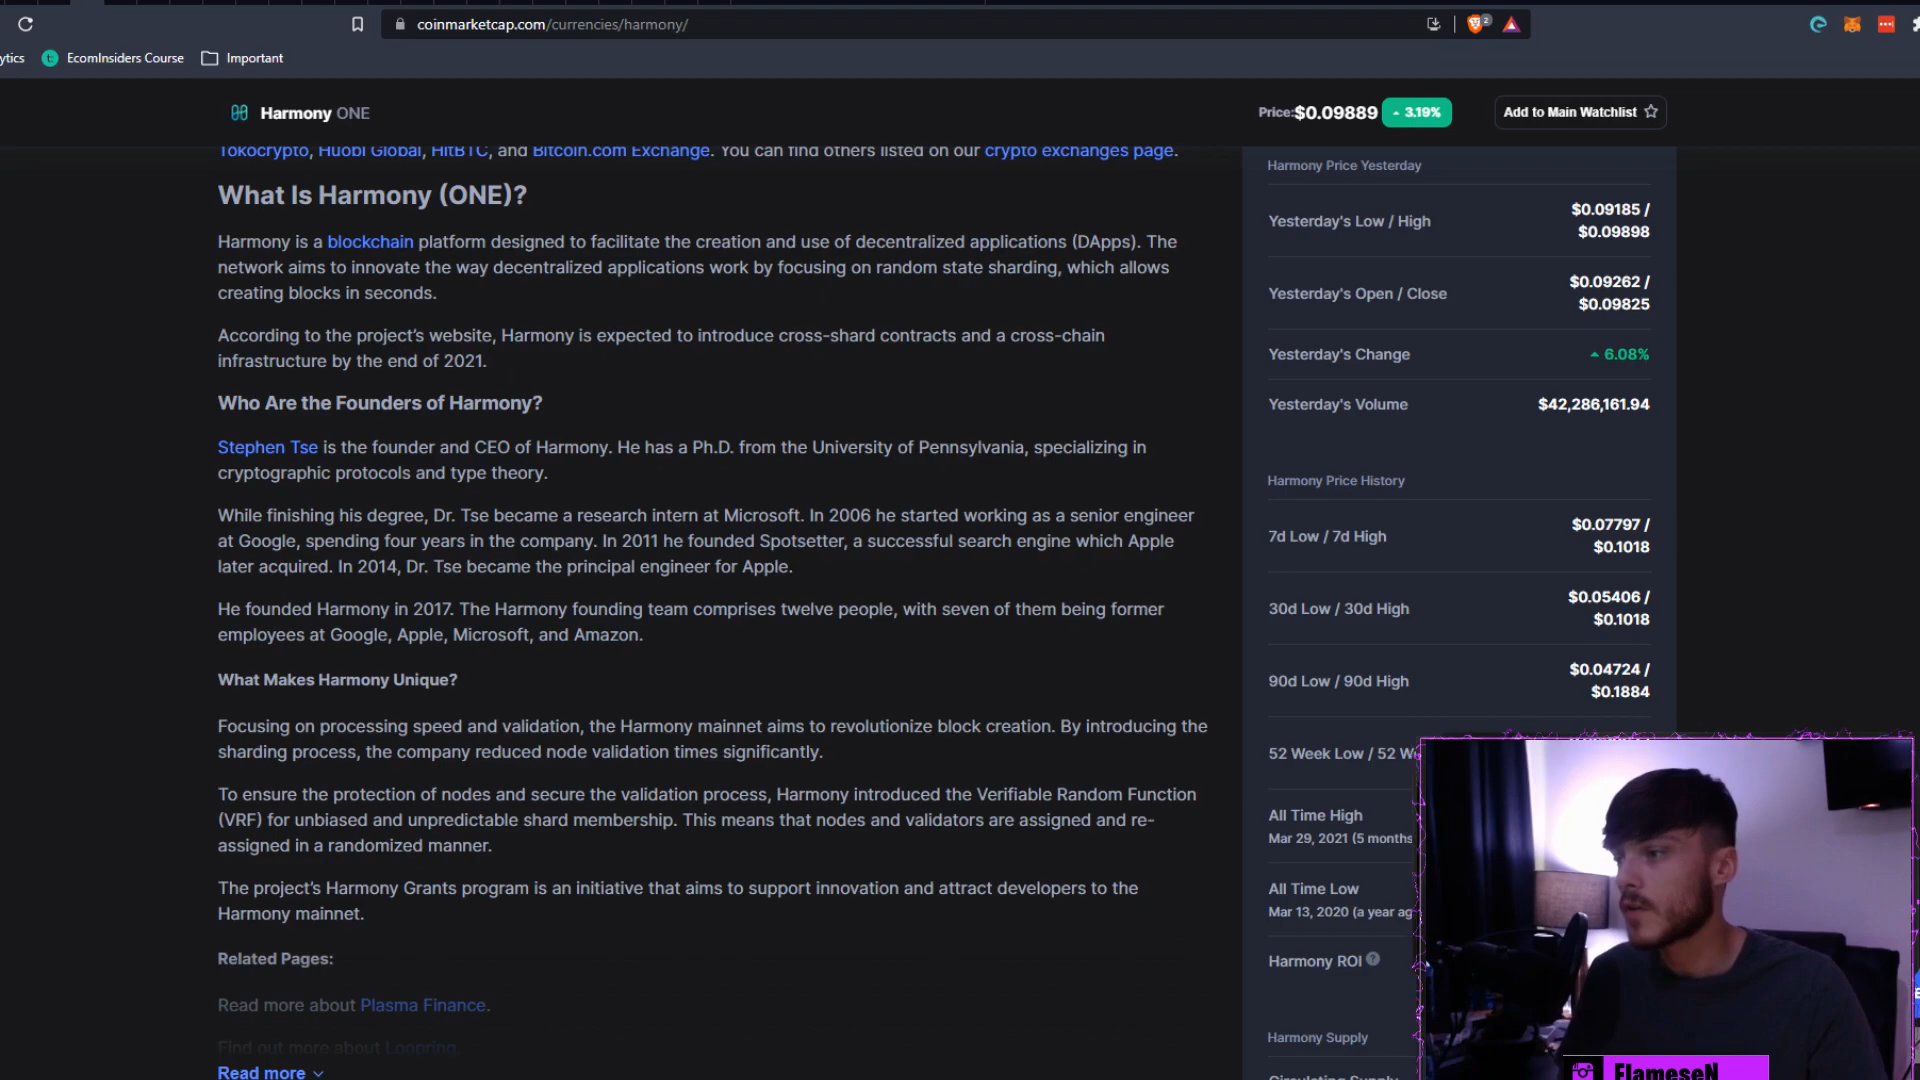 coinmarketcap.com/currencies/harmony/
2
ytics
t
EcomInsiders Course
Important
Harmony ONE
Price:$0.09889
3.19%
Add to Main Watchlist
Tokocrypto, Huobi Global, HitBTC, and Bitcoin.com Exchange. You can find others listed on our crypto exchanges page.
What Is Harmony (ONE)?
Harmony is a blockchain platform designed to facilitate the creation and use of decentralized applications (DApps). The
network aims to innovate the way decentralized applications work by focusing on random state sharding, which allows
creating blocks in seconds.
According to the project's website, Harmony is expected to introduce cross-shard contracts and a cross-chain
infrastructure by the end of 2021.
Who Are the Founders of Harmony?
Stephen Tse is the founder and CEO of Harmony. He has a Ph.D. from the University of Pennsylvania, specializing in
cryptographic protocols and type theory.
While finishing his degree, Dr. Tse became a research intern at Microsoft. In 2006 he started working as a senior engineer
at Google, spending four years in the company. In 2011 he founded Spotsetter, a successful search engine which Apple
later acquired. In 2014, Dr. Tse became the principal engineer for Apple.
He founded Harmony in 2017. The Harmony founding team comprises twelve people, with seven of them being former
employees at Google, Apple, Microsoft, and Amazon.
What Makes Harmony Unique?
Focusing on processing speed and validation, the Harmony mainnet aims to revolutionize block creation. By introducing the
sharding process, the company reduced node validation times significantly.
To ensure the protection of nodes and secure the validation process, Harmony introduced the Verifiable Random Function
(VRF) for unbiased and unpredictable shard membership. This means that nodes and validators are assigned and re-
assigned in a randomized manner.
The project's Harmony Grants program is an initiative that aims to support innovation and attract developers to the
Harmony mainnet.
Related Pages:
Read more about Plasma Finance.
Find out more about Loopring.
Read more
Harmony Price Yesterday
Yesterday's Low / High
$0.09185 /
$0.09898
Yesterday's Open / Close
$0.09262 /
$0.09825
Yesterday's Change
6.08%
Yesterday's Volume
$42,286,161.94
Harmony Price History
7d Low / 7d High
$0.07797 /
$0.1018
30d Low / 30d High
$0.05406 /
$0.1018
90d Low / 90d High
$0.04724 /
$0.1884
52 Week Low / 52 W
All Time High
Mar 29, 2021 (5 months
All Time Low
Mar 13, 2020 (a year ag
Harmony ROI ?
Harmony Supply
Circulating Supply
FlameseN